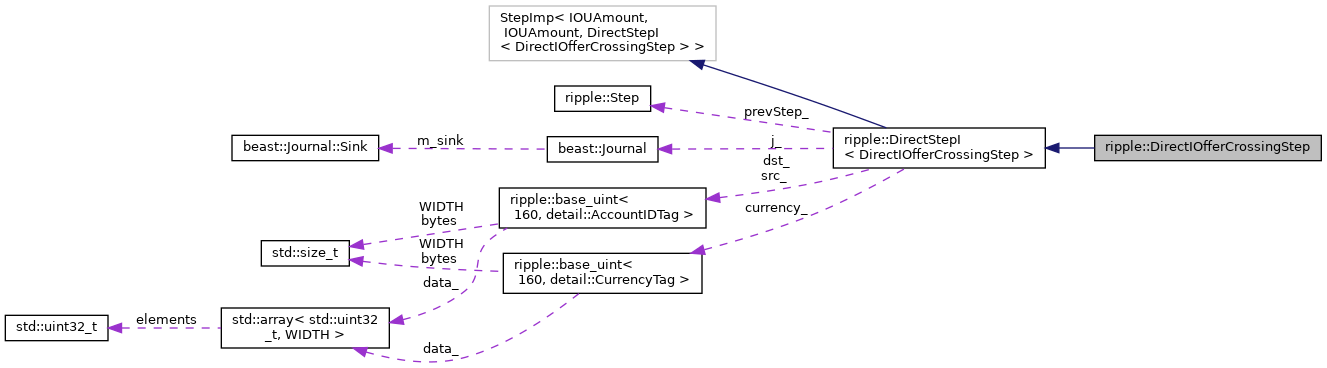 StepImp< IOUAmount,
IOUAmount, DirectStepI
< DirectIOfferCrossingStep > >
ripple::Step
prevStep_
beast::Journal::Sink
m_sink
beast::Journal
j_
ripple::DirectStepI
< DirectIOfferCrossingStep >
ripple::DirectIOfferCrossingStep
dst_
src_
ripple::base_uint<
160, detail::AccountIDTag >
WIDTH
bytes
currency_
std::size_t
WIDTH
bytes
ripple::base_uint<
160, detail::CurrencyTag >
data_
std::uint32_t
elements
std::array< std::uint32
_t, WIDTH >
data_